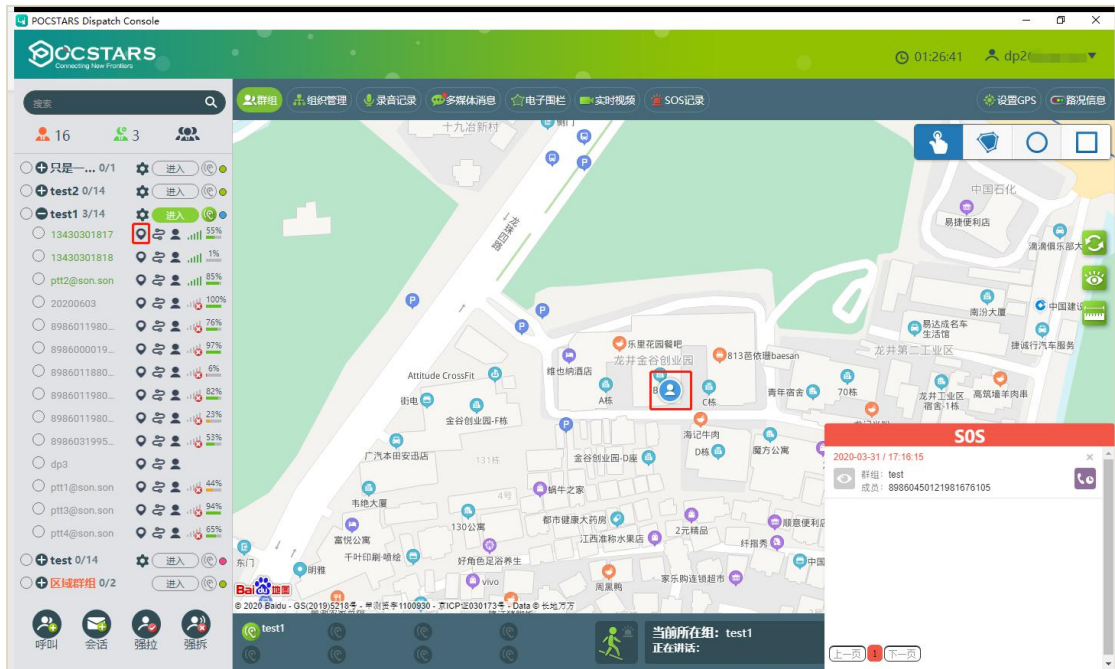 POCSTARS Dispatch Console
POCSTARS
Connecting New Frontiers
01:26:41
dp2
搜索
群组
组织管理
录音记录
多媒体消息
电子围栏
实时视频
SOS记录
设置GPS
路况信息
16
3
只是一... 0/1
进入
test2 0/14
进入
test1 3/14
进入
13430301817
55%
13430301818
1%
ptt2@son.son
85%
20200603
100%
8986011980...
76%
8986000019...
97%
8986011880...
6%
8986011980...
82%
8986011980...
23%
8986031995...
53%
dp3
ptt1@son.son
44%
ptt3@son.son
94%
ptt4@son.son
65%
test 0/14
进入
区域群组 0/2
进入
呼叫
会话
强拉
强拆
十九冶新村
侧门
龙珠四路
中国石化
易捷便利店
滴滴俱乐部大
南汾大厦
中国建设
易达成名车
生活馆
捷诚行汽车服务
龙井第二工业区
乐里花园餐吧
龙井金谷创业园
813芭依珊baesan
维也纳酒店
Attitude CrossFit
A栋
B
C栋
街电
青年宿舍
70栋
龙井工业区
宿舍-1栋
高筑墙羊肉串
金谷创业园-F栋
海记牛肉
D栋
魔方公寓
广汽本田安迅店
131栋
金谷创业园-D座
蜗牛之家
4号
韦绝大厦
130公寓
都市健康大药房
2元精品
顺意便利店
富悦公寓
江西准称水果店
纤指秀
东门
明雅
千叶印刷·喷绘
好角色足浴养生
中国
vivo
周黑鸭
家乐购连锁超市
Bai du 地图
© 2020 Baidu - GS(2019)5218号 - 甲测资字1100930 - 京ICP证030173号 - Data © 长地万方
SOS
2020-03-31 / 17:16:15
×
群组: test
成员: 89860450121981676105
上一页
1
下一页
test1
当前所在组: test1
正在讲话: